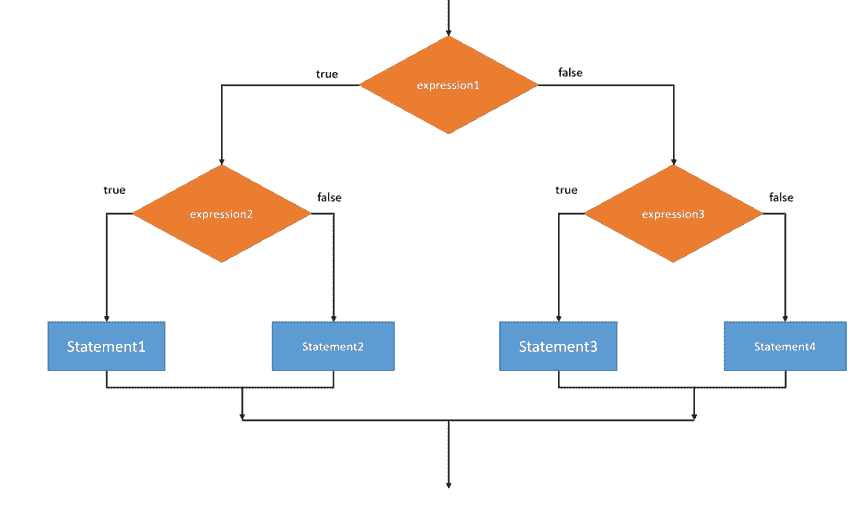 true
false
expression1
true
false
true
false
expression2
expression3
Statement1
Statement2
Statement3
Statement4